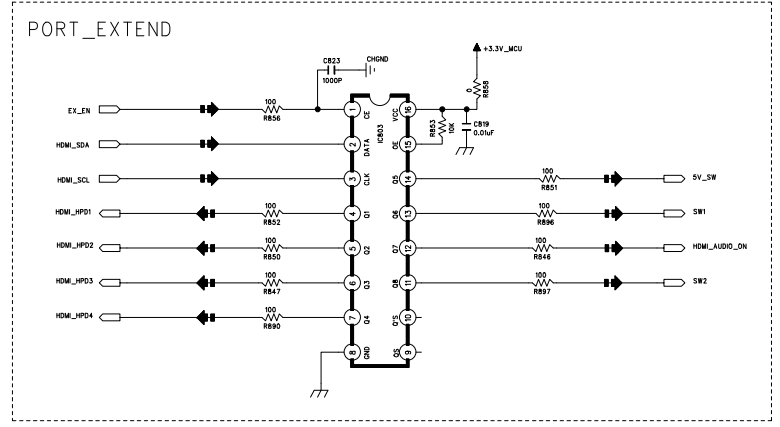 PORT_EXTEND
C823
CHGND
1000P
+3.3V_MCU
0
R858
EX_EN
100
R856
1
CE
IC803
VCC
16
R853
10K
C819
0.01uF
HDMI_SDA
2
DATA
OE
15
HDMI_SCL
3
CLK
Q5
14
100
R851
5V_SW
HDMI_HPD1
100
R852
4
Q1
Q6
13
100
R896
SW1
HDMI_HPD2
100
R850
5
Q2
Q7
12
100
R846
HDMI_AUDIO_ON
HDMI_HPD3
100
R847
6
Q3
Q8
11
100
R897
SW2
HDMI_HPD4
100
R890
7
Q4
Q'S
10
8
GND
QS
9